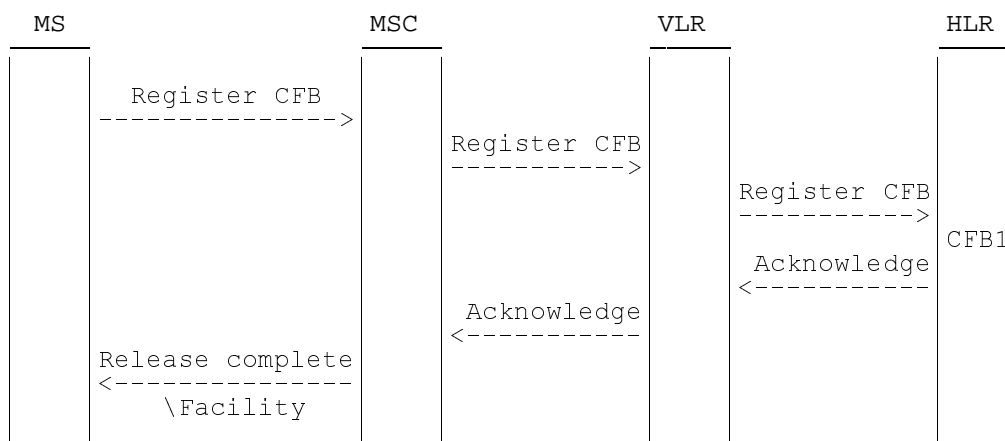 MS MSC VLR HLR
Register CFB
--------------->
Register CFB
----------->
Register CFB
----------->
CFB1
Acknowledge
<-----------
Acknowledge
<-----------
Release complete
<---------------
\Facility